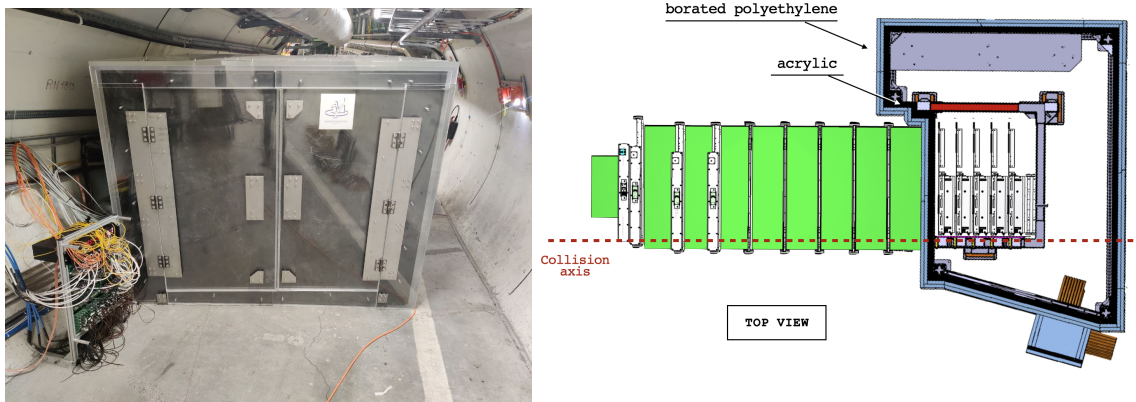 borated polyethylene
acrylic
Collision
axis
TOP VIEW